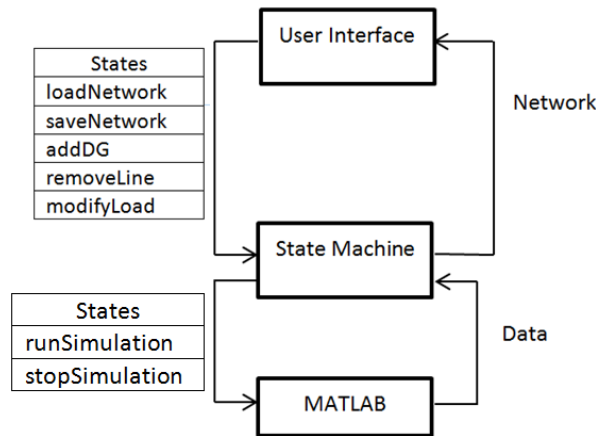 User Interface
States
loadNetwork
saveNetwork
addDG
removeLine
modifyLoad
Network
State Machine
States
runSimulation
stopSimulation
Data
MATLAB